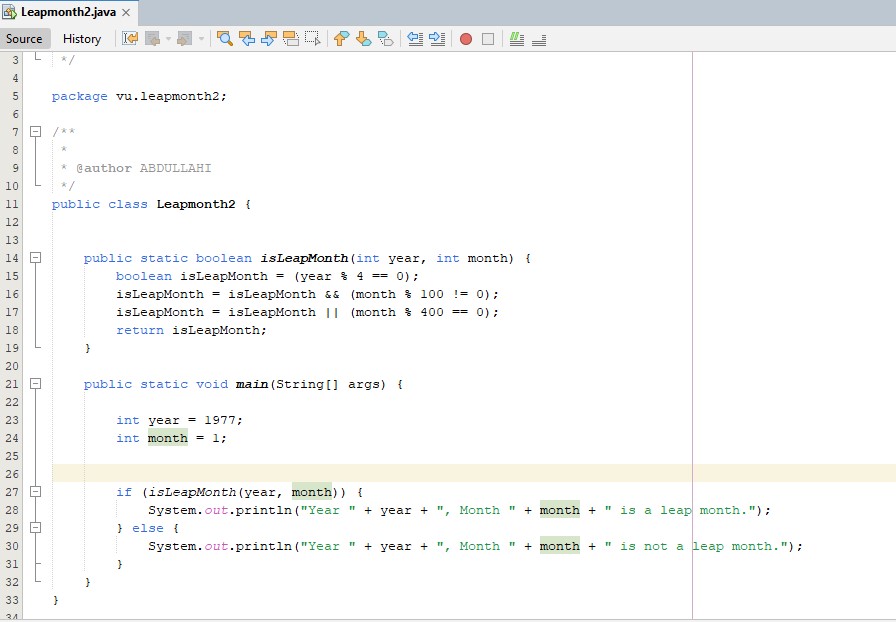 Leapmonth2.java
Source History
3 */
4
5 package vu.leapmonth2;
6
7 /**
8 *
9 * @author ABDULLAHI
10 */
11 public class Leapmonth2 {
12
13
14 public static boolean isLeapMonth(int year, int month) {
15 boolean isLeapMonth = (year % 4 == 0);
16 isLeapMonth = isLeapMonth && (month % 100 != 0);
17 isLeapMonth = isLeapMonth || (month % 400 == 0);
18 return isLeapMonth;
19 }
20
21 public static void main(String[] args) {
22
23 int year = 1977;
24 int month = 1;
25
26
27 if (isLeapMonth(year, month)) {
28 System.out.println("Year " + year + ", Month " + month + " is a leap month.");
29 } else {
30 System.out.println("Year " + year + ", Month " + month + " is not a leap month.");
31 }
32 }
33 }
34